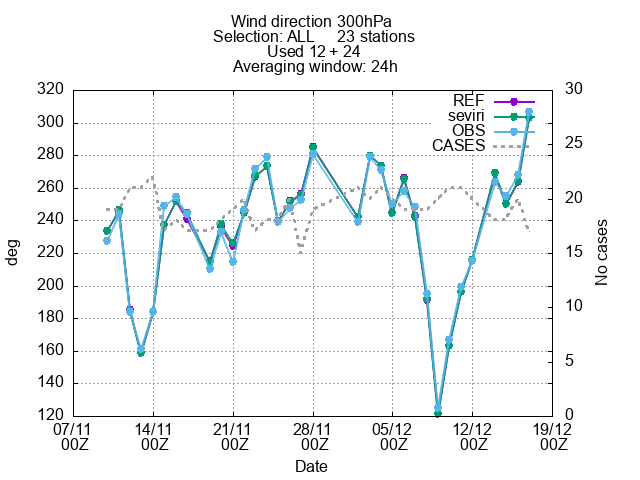 Wind direction 300hPa
Selection: ALL 23 stations
Used 12 + 24
Averaging window: 24h
320
300
280
260
240
220
200
180
160
140
120
30
25
20
15
10
5
0
deg
No cases
REF
seviri
OBS
CASES
07/11 14/11 21/11 28/11 05/12 12/12 19/12
00Z 00Z 00Z 00Z 00Z 00Z 00Z
Date